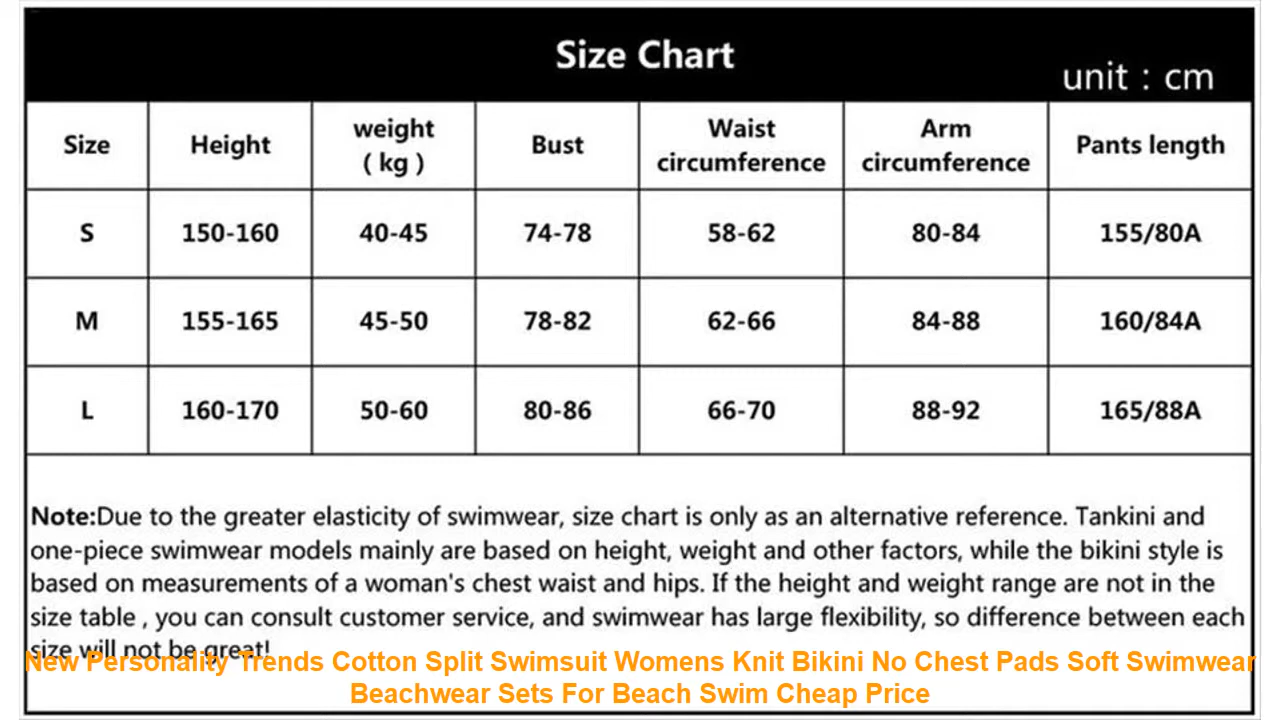 Size Chart
unit : cm
Size Height weight ( kg ) Bust Waist circumference Arm circumference Pants length
S 150-160 40-45 74-78 58-62 80-84 155/80A
M 155-165 45-50 78-82 62-66 84-88 160/84A
L 160-170 50-60 80-86 66-70 88-92 165/88A
Note:Due to the greater elasticity of swimwear, size chart is only as an alternative reference. Tankini and
one-piece swimwear models mainly are based on height, weight and other factors, while the bikini style is
based on measurements of a woman's chest waist and hips. If the height and weight range are not in the
size table , you can consult customer service, and swimwear has large flexibility, so difference between each
size will not be great!
New Personality Trends Cotton Split Swimsuit Womens Knit Bikini No Chest Pads Soft Swimwear
Beachwear Sets For Beach Swim Cheap Price